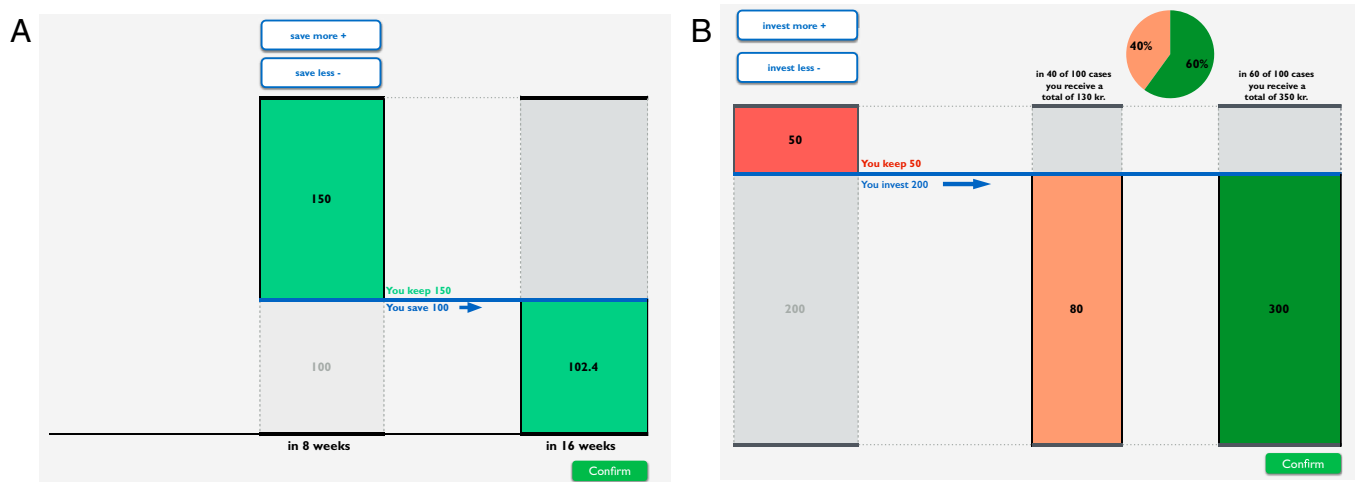 A
save more +
save less -
150
You keep 150
You save 100
100
102.4
in 8 weeks
in 16 weeks
Confirm
B
invest more +
invest less -
40%
60%
in 40 of 100 cases
you receive a
total of 130 kr.
in 60 of 100 cases
you receive a
total of 350 kr.
50
You keep 50
You invest 200
200
80
300
Confirm